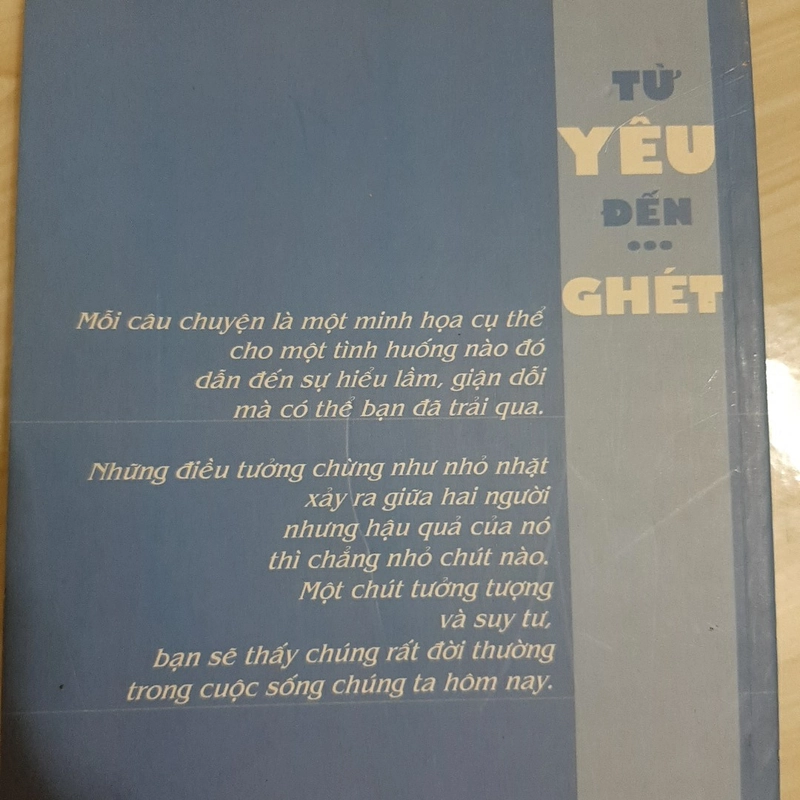 TỪ
YÊU
ĐẾN
...
GHÉT
Mỗi câu chuyện là một minh họa cụ thể
cho một tình huống nào đó
dẫn đến sự hiểu lầm, giận dỗi
mà có thể bạn đã trải qua.
Những điều tưởng chừng như nhỏ nhặt
xảy ra giữa hai người
nhưng hậu quả của nó
thì chẳng nhỏ chút nào.
Một chút tưởng tượng
và suy tư,
bạn sẽ thấy chúng rất đời thường
trong cuộc sống chúng ta hôm nay.